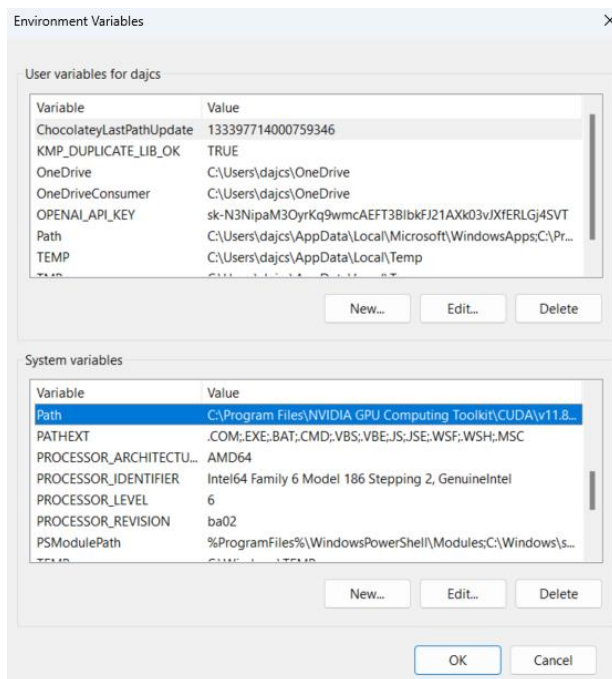 Environment Variables
User variables for dajcs
Variable Value
ChocolateyLastPathUpdate 133397714000759346
KMP_DUPLICATE_LIB_OK TRUE
OneDrive C:\Users\dajcs\OneDrive
OneDriveConsumer C:\Users\dajcs\OneDrive
OPENAI_API_KEY
Path C:\Users\dajcs\AppData\Local\Microsoft\WindowsApps;C:\Pr...
TEMP C:\Users\dajcs\AppData\Local\Temp
New... Edit... Delete
System variables
Variable Value
Path C:\Program Files\NVIDIA GPU Computing Toolkit\CUDA\v11.8...
PATHEXT .COM;.EXE;.BAT;.CMD;.VBS;.VBE;.JS;.JSE;.WSF;.WSH;.MSC
PROCESSOR_ARCHITECTU... AMD64
PROCESSOR_IDENTIFIER Intel64 Family 6 Model 186 Stepping 2, GenuineIntel
PROCESSOR_LEVEL 6
PROCESSOR_REVISION ba02
PSModulePath %ProgramFiles%\WindowsPowerShell\Modules;C:\Windows\s...
New... Edit... Delete
OK Cancel